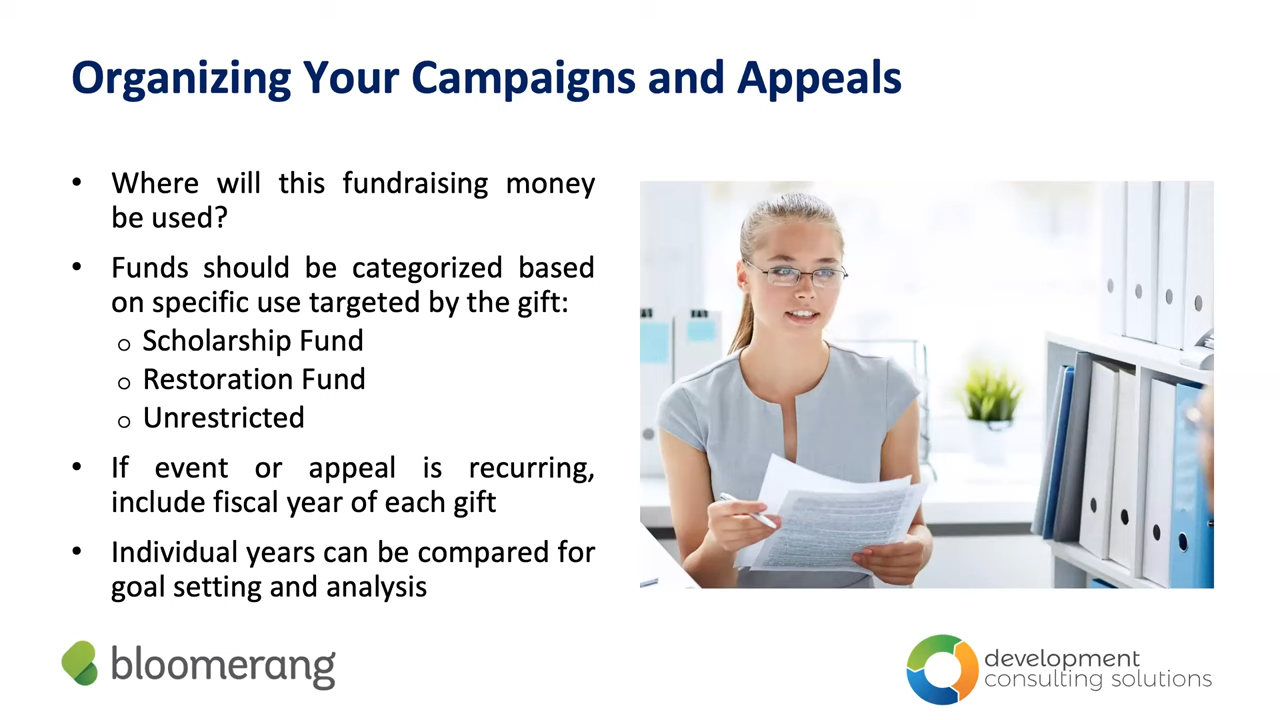 Organizing Your Campaigns and Appeals
• Where will this fundraising money
be used?
• Funds should be categorized based
on specific use targeted by the gift:
o Scholarship Fund
o Restoration Fund
o Unrestricted
• If event or appeal is recurring,
include fiscal year of each gift
• Individual years can be compared for
goal setting and analysis
bloomerang
development
consulting solutions